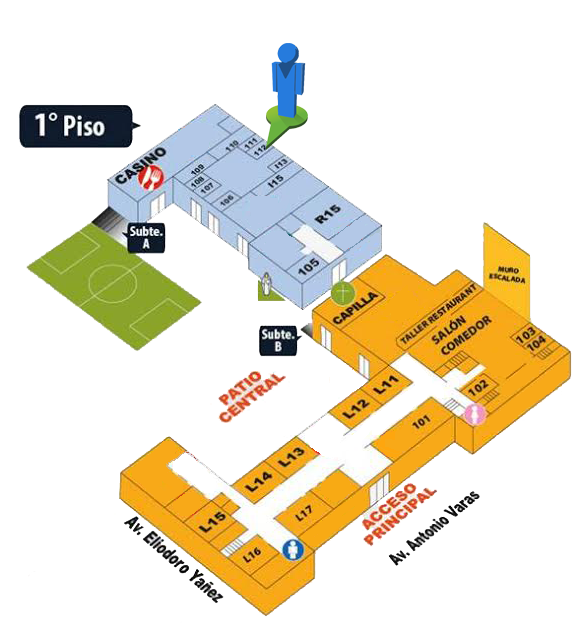 1° Piso
CASINO
109
110
111
112
113
108
107
106
I15
R15
105
Subte.
A
Subte.
B
CAPILLA
MURO
ESCALADA
TALLER RESTAURANT
SALÓN
COMEDOR
103
104
102
PATIO
CENTRAL
L11
L12
101
L13
L14
L17
L15
L16
ACCESO
PRINCIPAL
Av. Antonio Varas
Av. Eliodoro Yañez